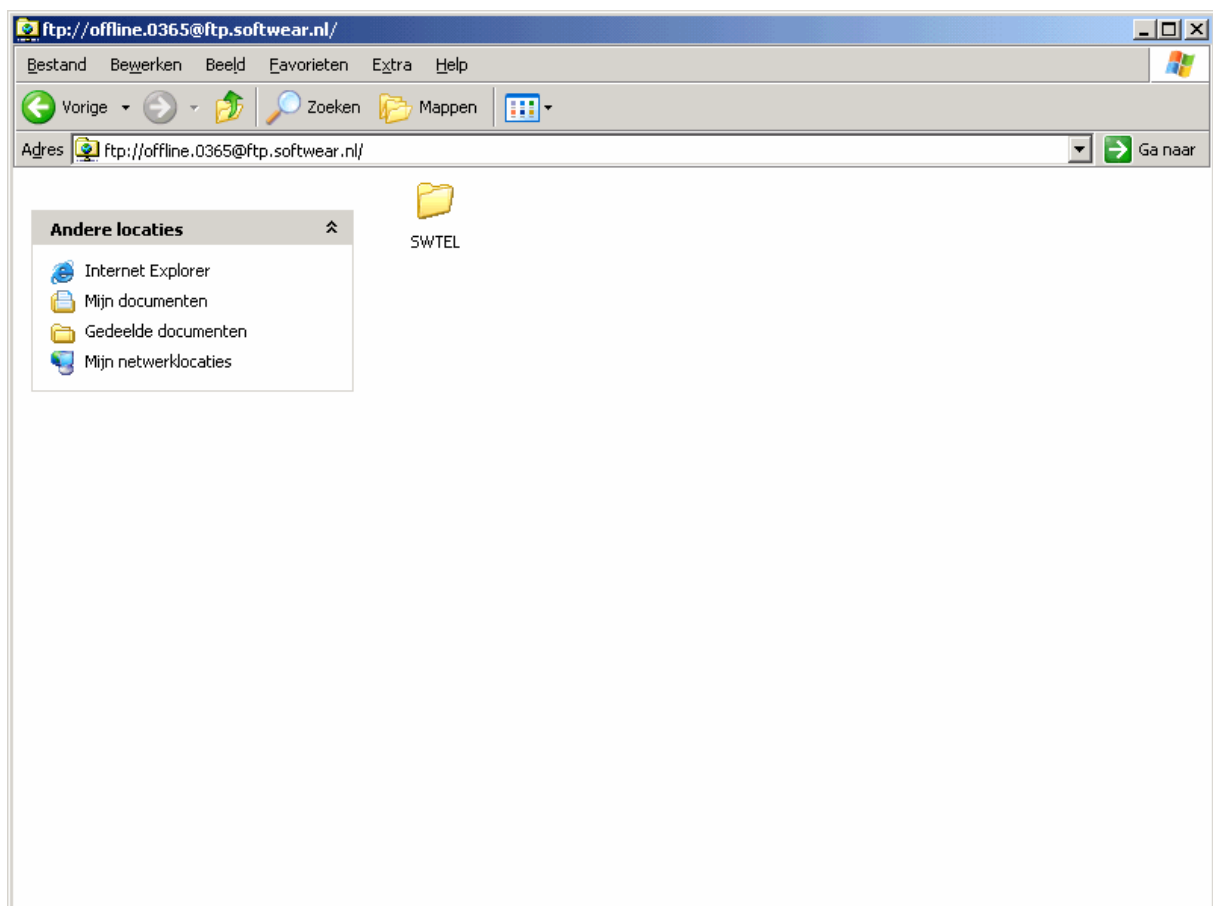 ftp://offline.0365@ftp.softwear.nl/
Bestand Bewerken Beeld Favorieten Extra Help
Vorige Zoeken Mappen
Adres ftp://offline.0365@ftp.softwear.nl/ Ga naar
Andere locaties
Internet Explorer
Mijn documenten
Gedeelde documenten
Mijn netwerklocaties
SWTEL